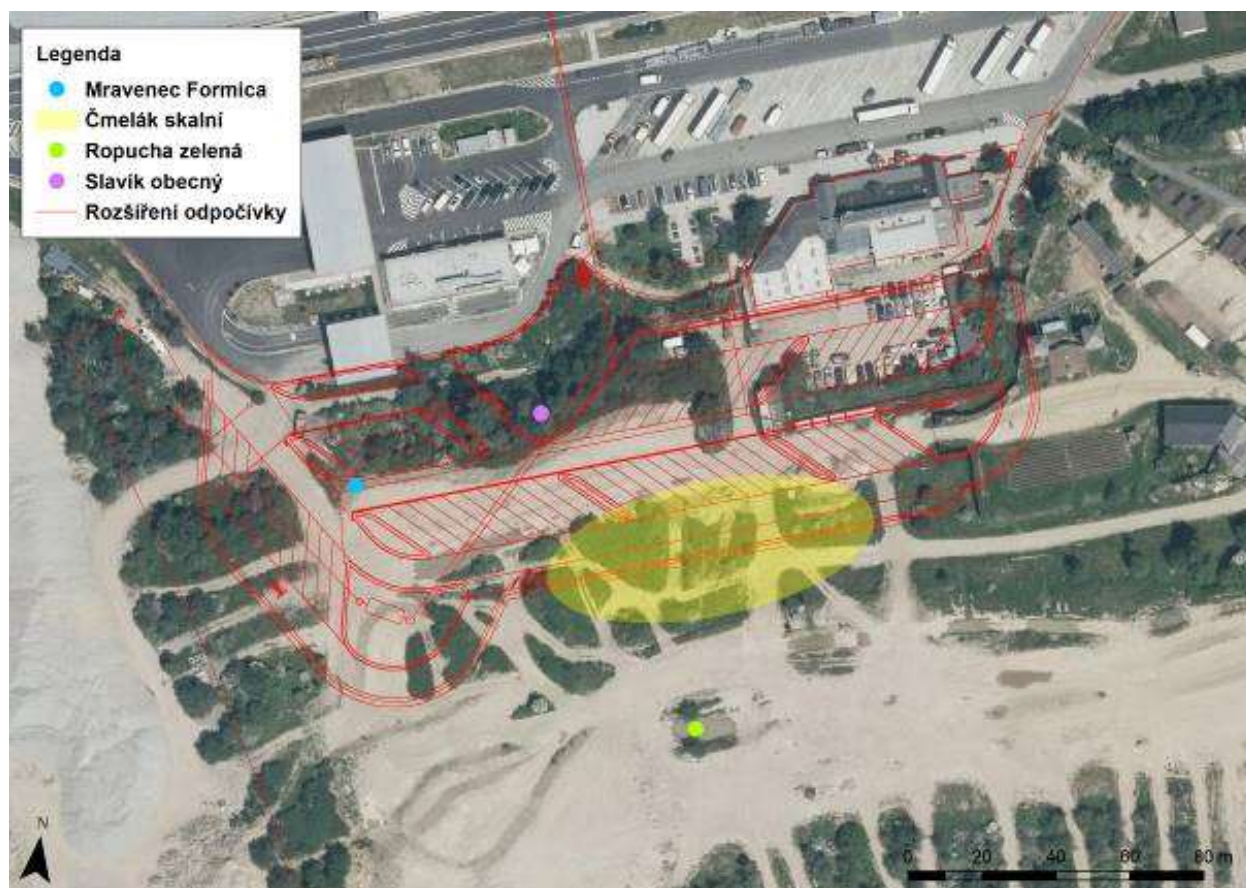 Legenda
Mravenec Formica
Čmelák skalní
Ropucha zelená
Slavík obecný
Rozšíření odpočívky
N
0 20 40 60 80 m